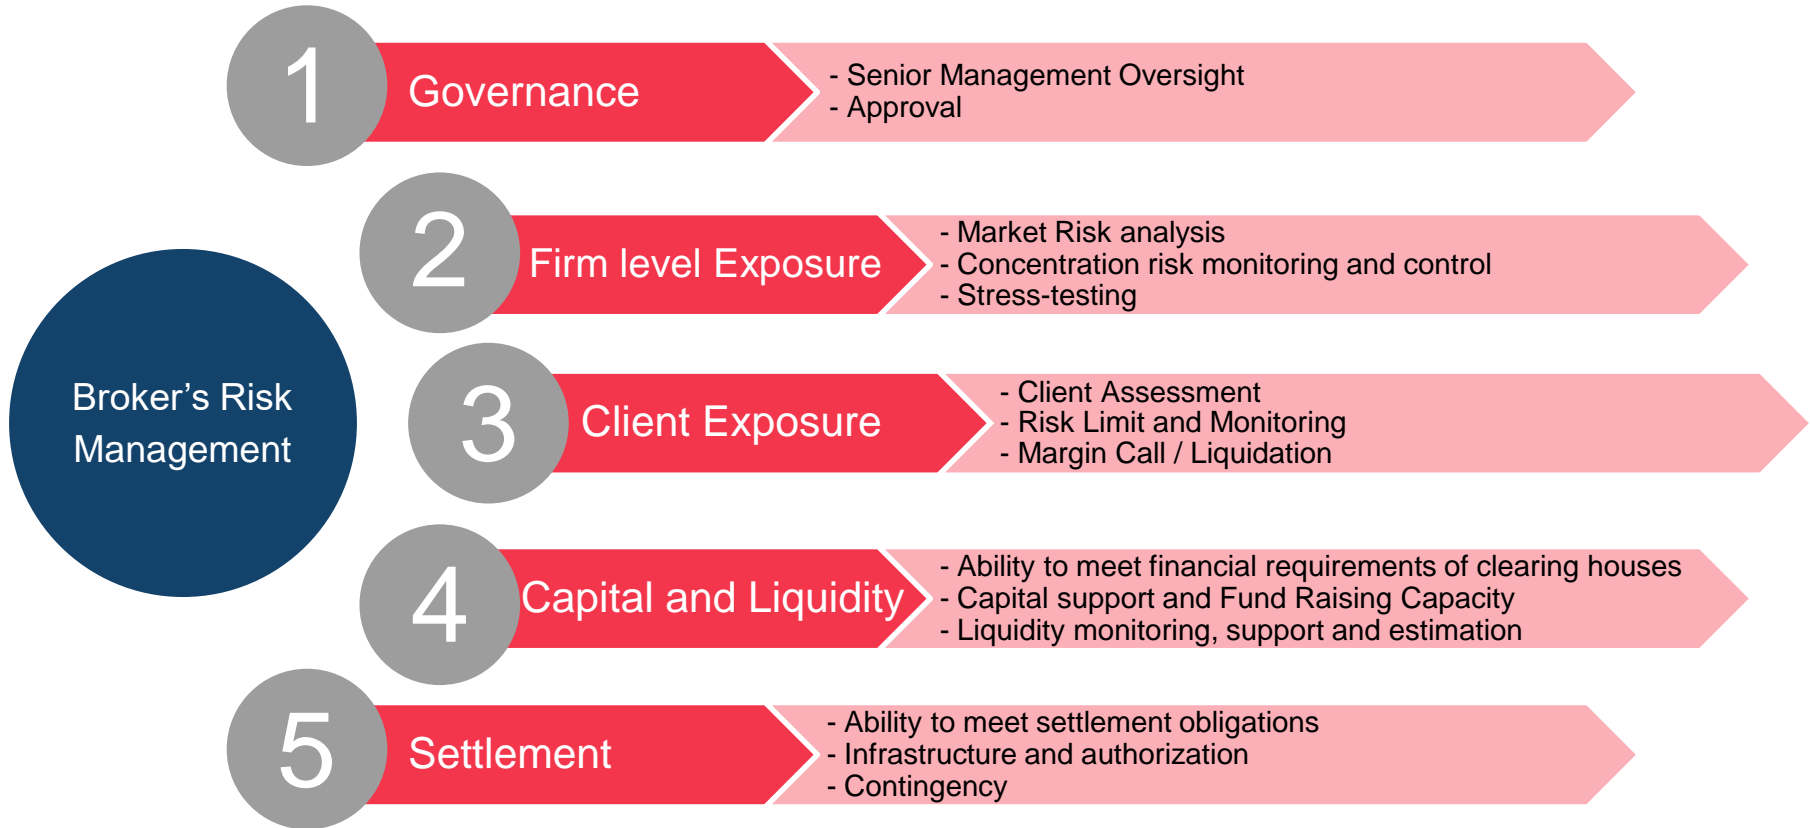 Broker’s Risk
Management
1
Governance
- Senior Management Oversight
- Approval
2
Firm level Exposure
- Market Risk analysis
- Concentration risk monitoring and control
- Stress-testing
3
Client Exposure
- Client Assessment
- Risk Limit and Monitoring
- Margin Call / Liquidation
4
Capital and Liquidity
- Ability to meet financial requirements of clearing houses
- Capital support and Fund Raising Capacity
- Liquidity monitoring, support and estimation
5
Settlement
- Ability to meet settlement obligations
- Infrastructure and authorization
- Contingency